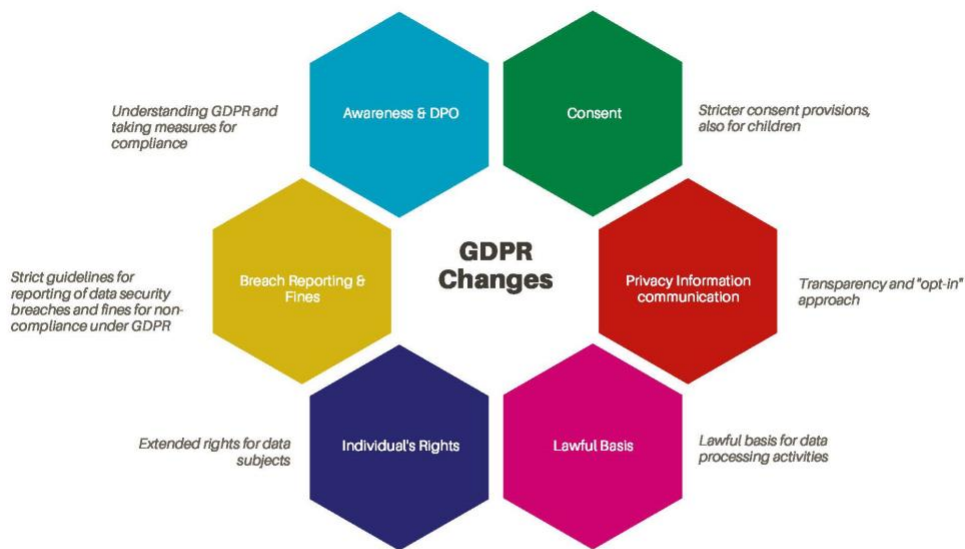 Awareness & DPO
Understanding GDPR and
taking measures for
compliance
Consent
Stricter consent provisions,
also for children
GDPR
Changes
Breach Reporting &
Fines
Strict guidelines for
reporting of data security
breaches and fines for non-
compliance under GDPR
Privacy Information
communication
Transparency and "opt-in"
approach
Individual's Rights
Extended rights for data
subjects
Lawful Basis
Lawful basis for data
processing activities